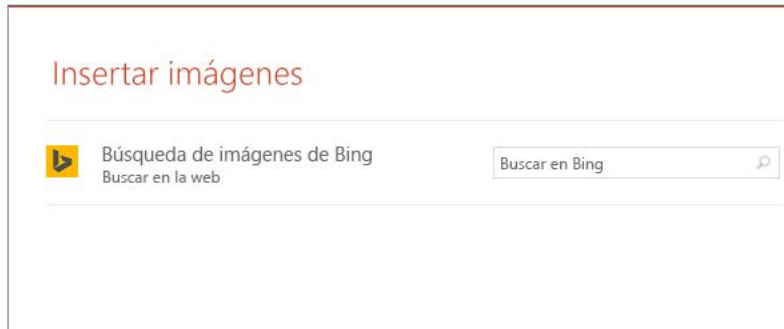 Insertar imágenes
Búsqueda de imágenes de Bing
Buscar en la web
Buscar en Bing